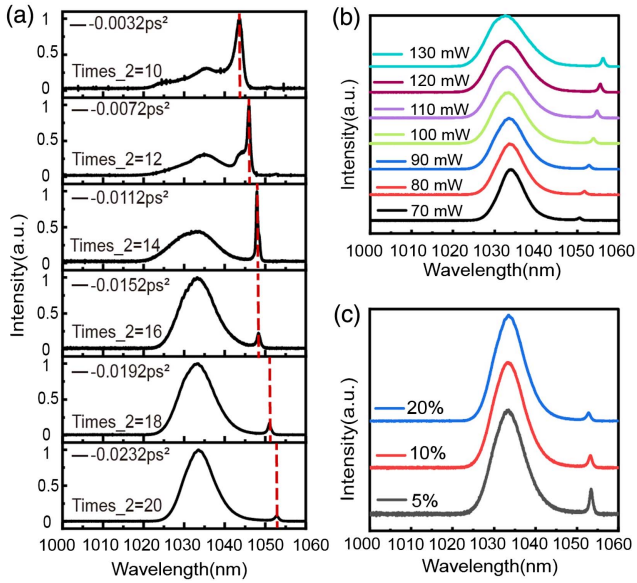 (a)
Intensity(a.u.)
1
0.5
0
-0.0032ps²
Times_2=10
1
0.5
0
-0.0072ps²
Times_2=12
1
0.5
0
-0.0112ps²
Times_2=14
1
0.5
0
-0.0152ps²
Times_2=16
1
0.5
0
-0.0192ps²
Times_2=18
1
0.5
0
-0.0232ps²
Times_2=20
1000 1010 1020 1030 1040 1050 1060
Wavelength(nm)
(b)
Intensity(a.u.)
130 mW
120 mW
110 mW
100 mW
90 mW
80 mW
70 mW
1000 1010 1020 1030 1040 1050 1060
Wavelength(nm)
(c)
Intensity(a.u.)
20%
10%
5%
1000 1010 1020 1030 1040 1050 1060
Wavelength(nm)